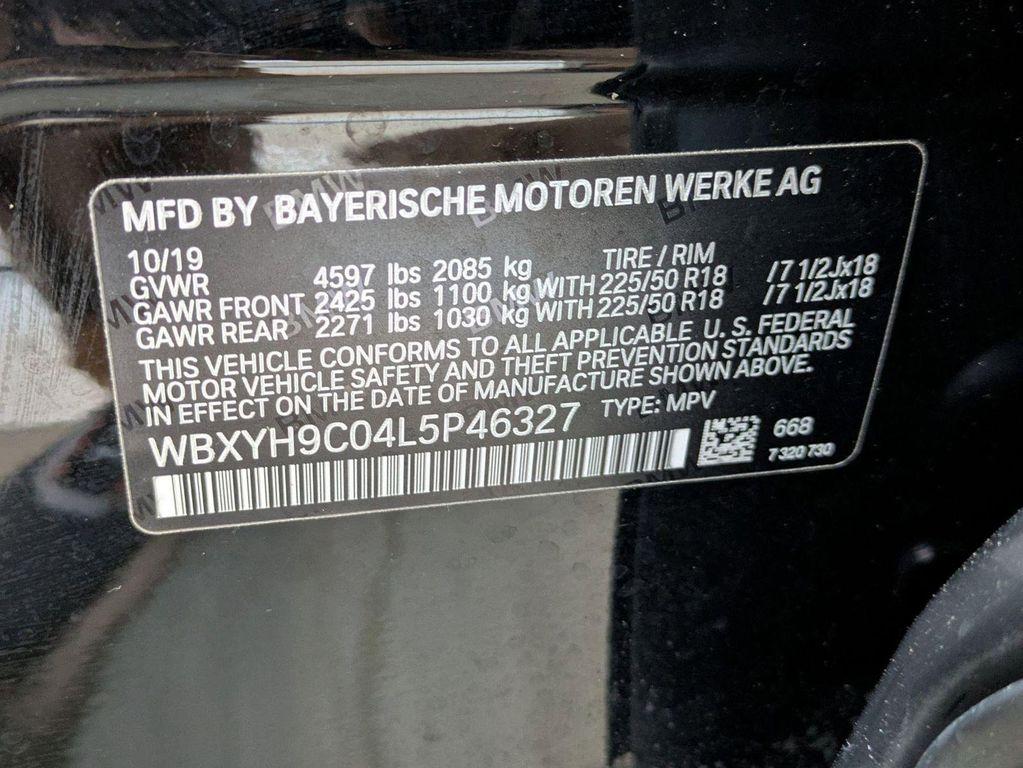 MFD BY BAYERISCHE MOTOREN WERKE AG
10/19 TIRE / RIM
GVWR 4597 lbs 2085 kg
GAWR FRONT 2425 lbs 1100 kg WITH 225/50 R18 /7 1/2Jx18
GAWR REAR 2271 lbs 1030 kg WITH 225/50 R18 /7 1/2Jx18
THIS VEHICLE CONFORMS TO ALL APPLICABLE U. S. FEDERAL
MOTOR VEHICLE SAFETY AND THEFT PREVENTION STANDARDS
IN EFFECT ON THE DATE OF MANUFACTURE SHOWN ABOVE.
WBXYH9C04L5P46327 TYPE: MPV
668
7 320 730